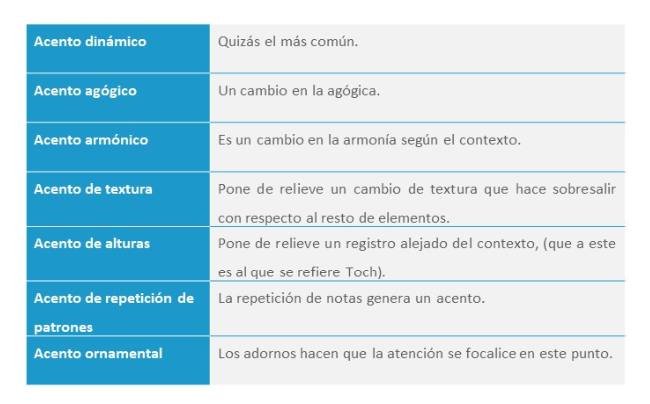 Acento dinámico
Quizás el más común.
Acento agógico
Un cambio en la agógica.
Acento armónico
Es un cambio en la armonía según el contexto.
Acento de textura
Pone de relieve un cambio de textura que hace sobresalir
con respecto al resto de elementos.
Acento de alturas
Pone de relieve un registro alejado del contexto, (que a este
es al que se refiere Toch).
Acento de repetición de
patrones
La repetición de notas genera un acento.
Acento ornamental
Los adornos hacen que la atención se focalice en este punto.